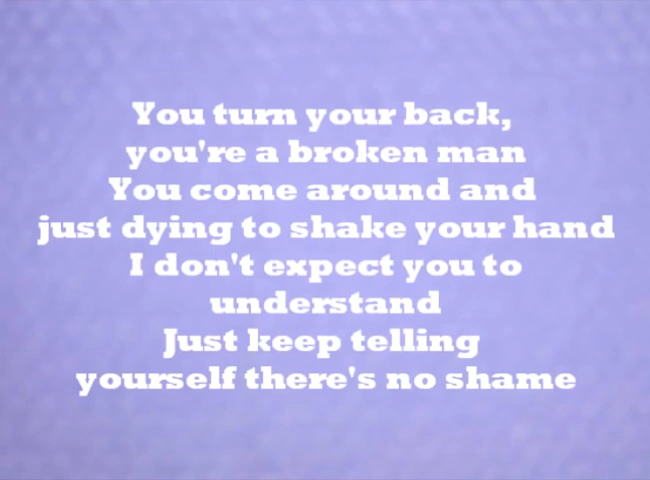 You turn your back,
you're a broken man
You come around and
just dying to shake your hand
I don't expect you to
understand
Just keep telling
yourself there's no shame